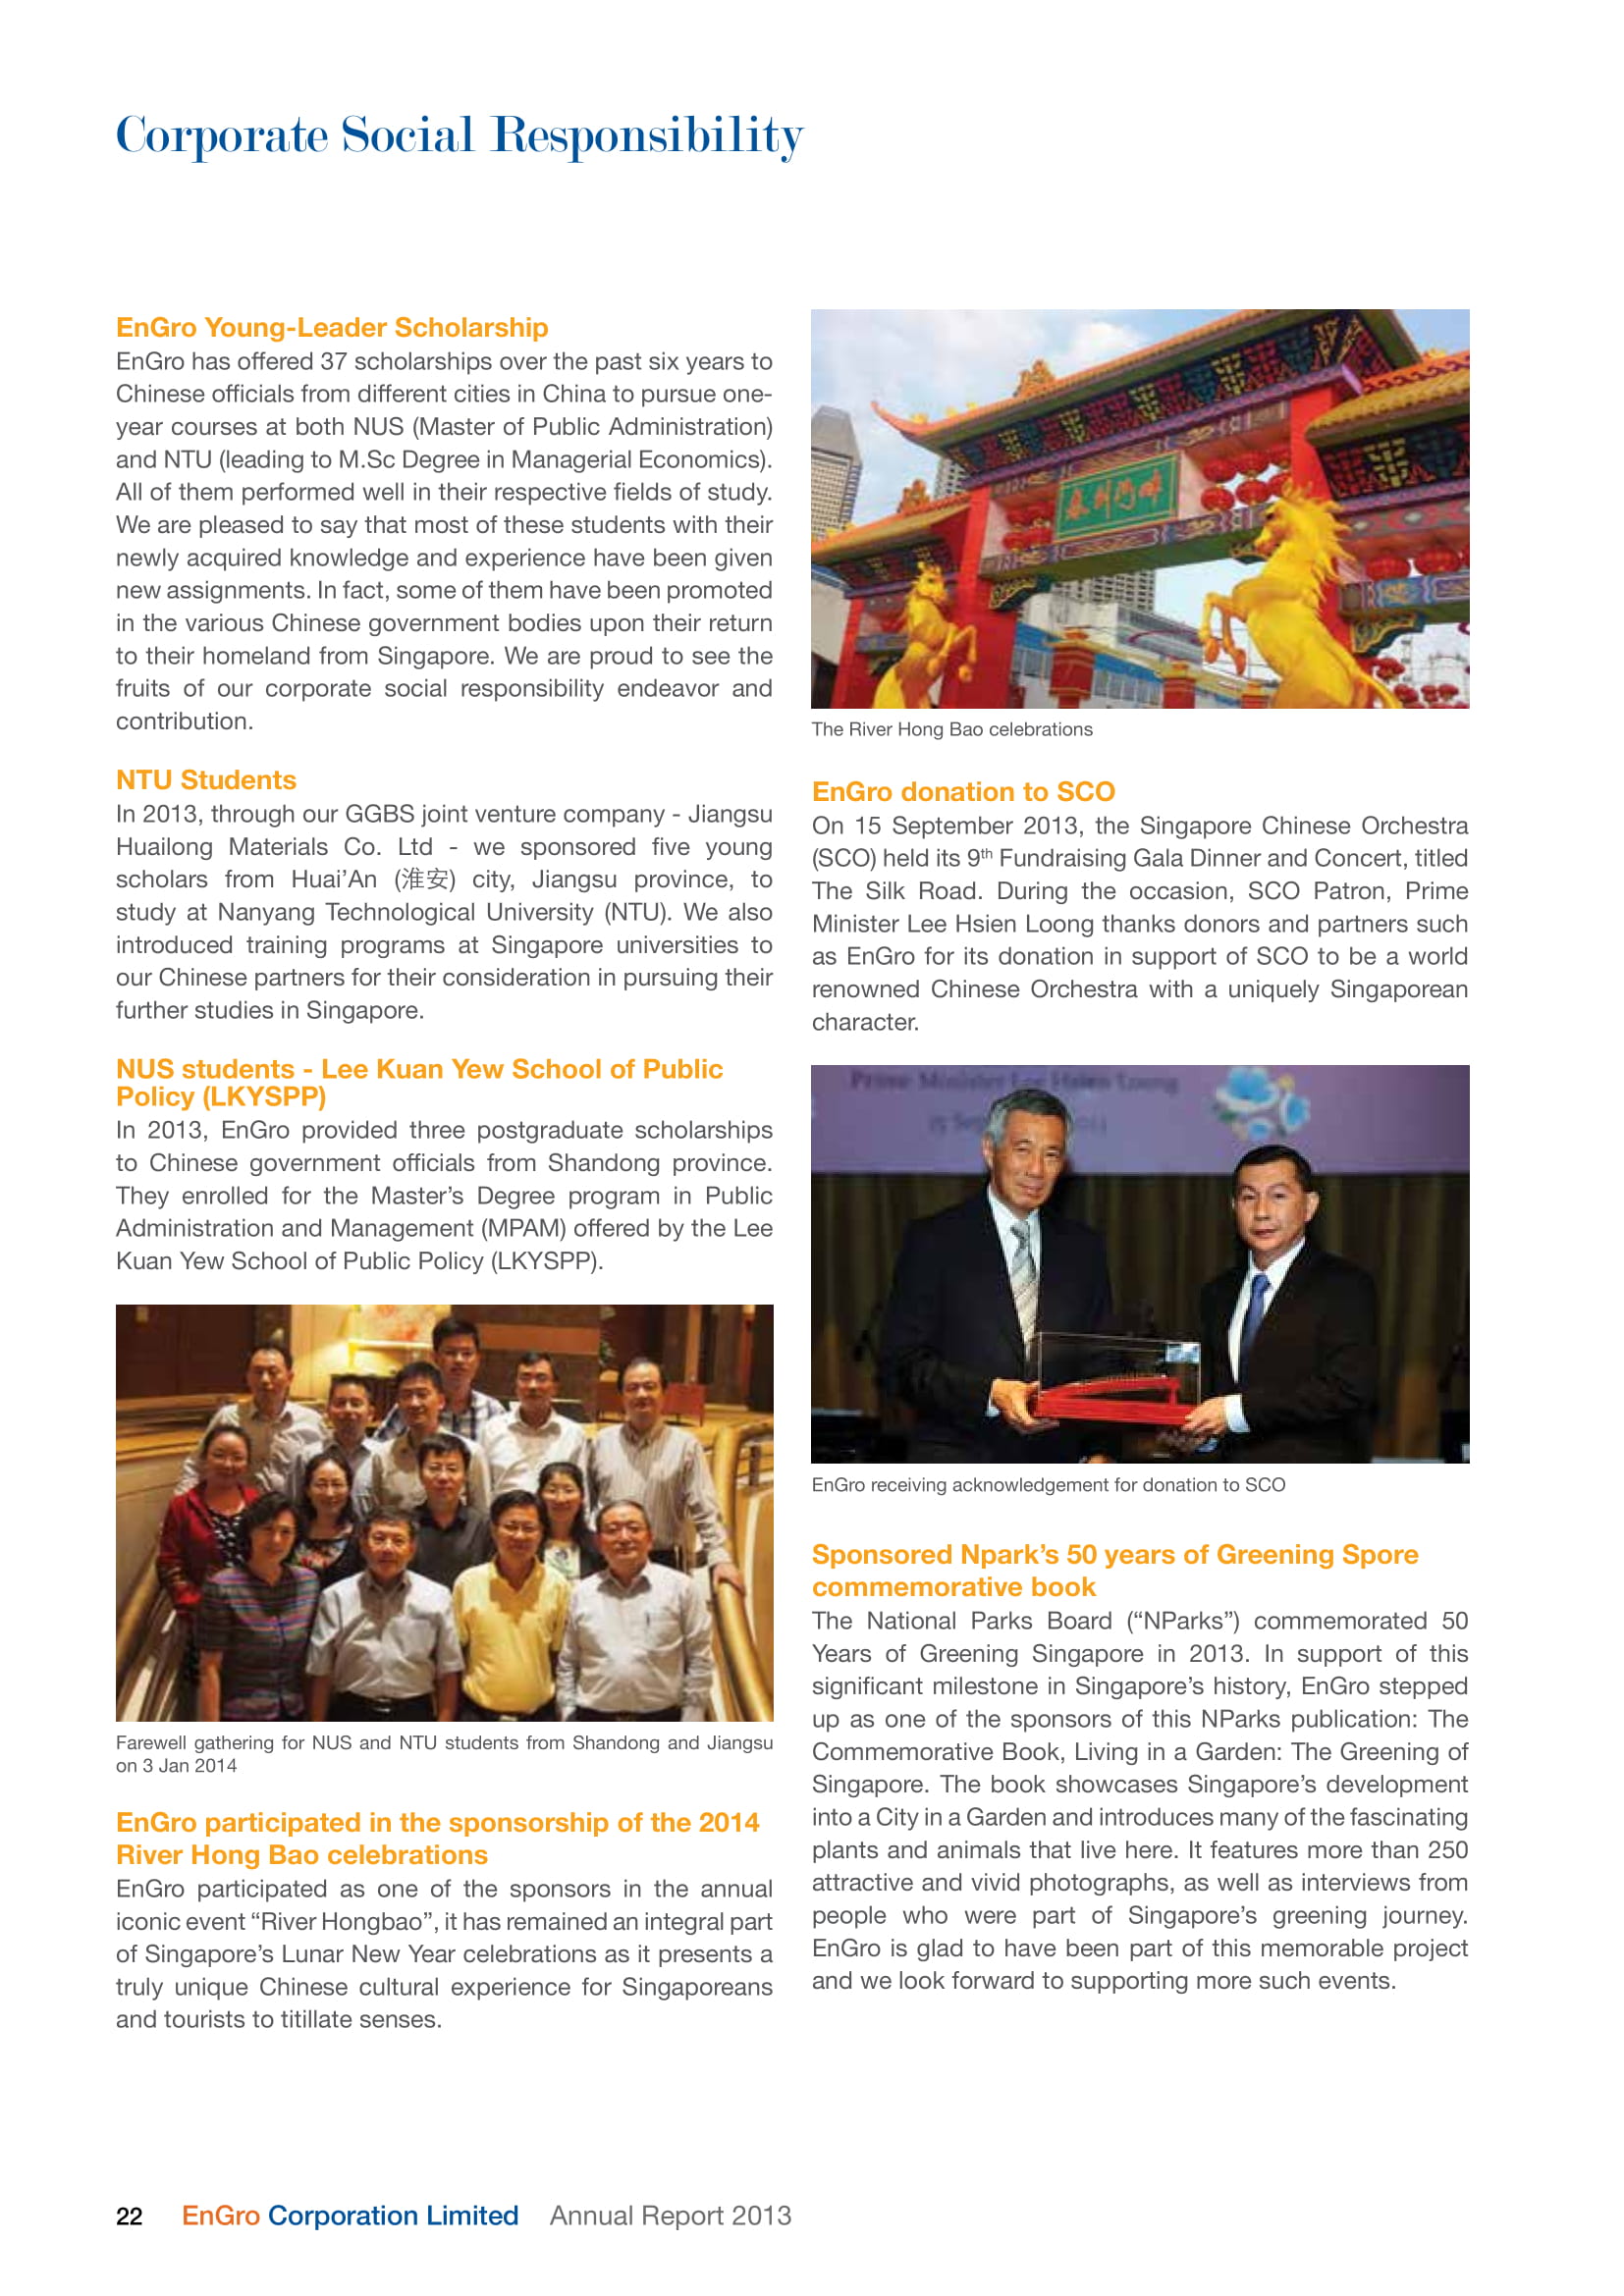 Corporate Social Responsibility
EnGro Young-Leader Scholarship
EnGro has offered 37 scholarships over the past six years to
Chinese officials from different cities in China to pursue one-
year courses at both NUS (Master of Public Administration)
and NTU (leading to M.Sc Degree in Managerial Economics).
All of them performed well in their respective fields of study.
We are pleased to say that most of these students with their
newly acquired knowledge and experience have been given
new assignments. In fact, some of them have been promoted
in the various Chinese government bodies upon their return
to their homeland from Singapore. We are proud to see the
fruits of our corporate social responsibility endeavor and
contribution.
NTU Students
In 2013, through our GGBS joint venture company - Jiangsu
Huailong Materials Co. Ltd - we sponsored five young
scholars from Huai’An (淮安) city, Jiangsu province, to
study at Nanyang Technological University (NTU). We also
introduced training programs at Singapore universities to
our Chinese partners for their consideration in pursuing their
further studies in Singapore.
NUS students - Lee Kuan Yew School of Public
Policy (LKYSPP)
In 2013, EnGro provided three postgraduate scholarships
to Chinese government officials from Shandong province.
They enrolled for the Master’s Degree program in Public
Administration and Management (MPAM) offered by the Lee
Kuan Yew School of Public Policy (LKYSPP).
Farewell gathering for NUS and NTU students from Shandong and Jiangsu
on 3 Jan 2014
EnGro participated in the sponsorship of the 2014
River Hong Bao celebrations
EnGro participated as one of the sponsors in the annual
iconic event “River Hongbao”, it has remained an integral part
of Singapore’s Lunar New Year celebrations as it presents a
truly unique Chinese cultural experience for Singaporeans
and tourists to titillate senses.
The River Hong Bao celebrations
EnGro donation to SCO
On 15 September 2013, the Singapore Chinese Orchestra
(SCO) held its 9th Fundraising Gala Dinner and Concert, titled
The Silk Road. During the occasion, SCO Patron, Prime
Minister Lee Hsien Loong thanks donors and partners such
as EnGro for its donation in support of SCO to be a world
renowned Chinese Orchestra with a uniquely Singaporean
character.
Prime Minister Lee Hsien Loong
EnGro receiving acknowledgement for donation to SCO
Sponsored Npark’s 50 years of Greening Spore
commemorative book
The National Parks Board (“NParks”) commemorated 50
Years of Greening Singapore in 2013. In support of this
significant milestone in Singapore’s history, EnGro stepped
up as one of the sponsors of this NParks publication: The
Commemorative Book, Living in a Garden: The Greening of
Singapore. The book showcases Singapore’s development
into a City in a Garden and introduces many of the fascinating
plants and animals that live here. It features more than 250
attractive and vivid photographs, as well as interviews from
people who were part of Singapore’s greening journey.
EnGro is glad to have been part of this memorable project
and we look forward to supporting more such events.
22 EnGro Corporation Limited Annual Report 2013